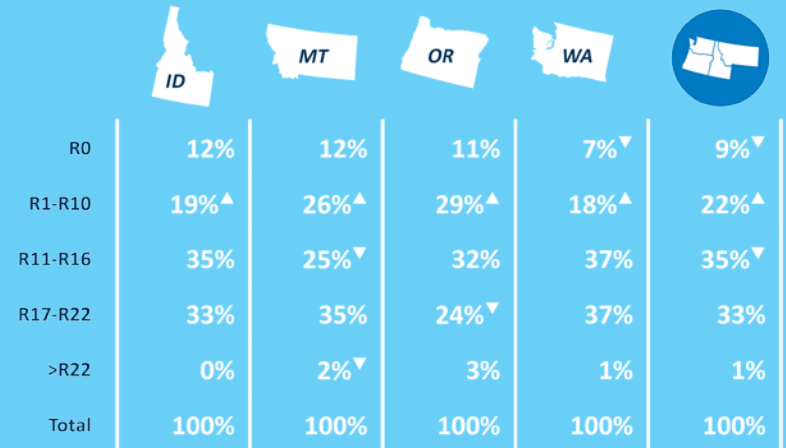 ID MT OR WA
R0 12% 12% 11% 7%▼ 9%▼
R1-R10 19%▲ 26%▲ 29%▲ 18%▲ 22%▲
R11-R16 35% 25%▼ 32% 37% 35%▼
R17-R22 33% 35% 24%▼ 37% 33%
>R22 0% 2%▼ 3% 1% 1%
Total 100% 100% 100% 100% 100%